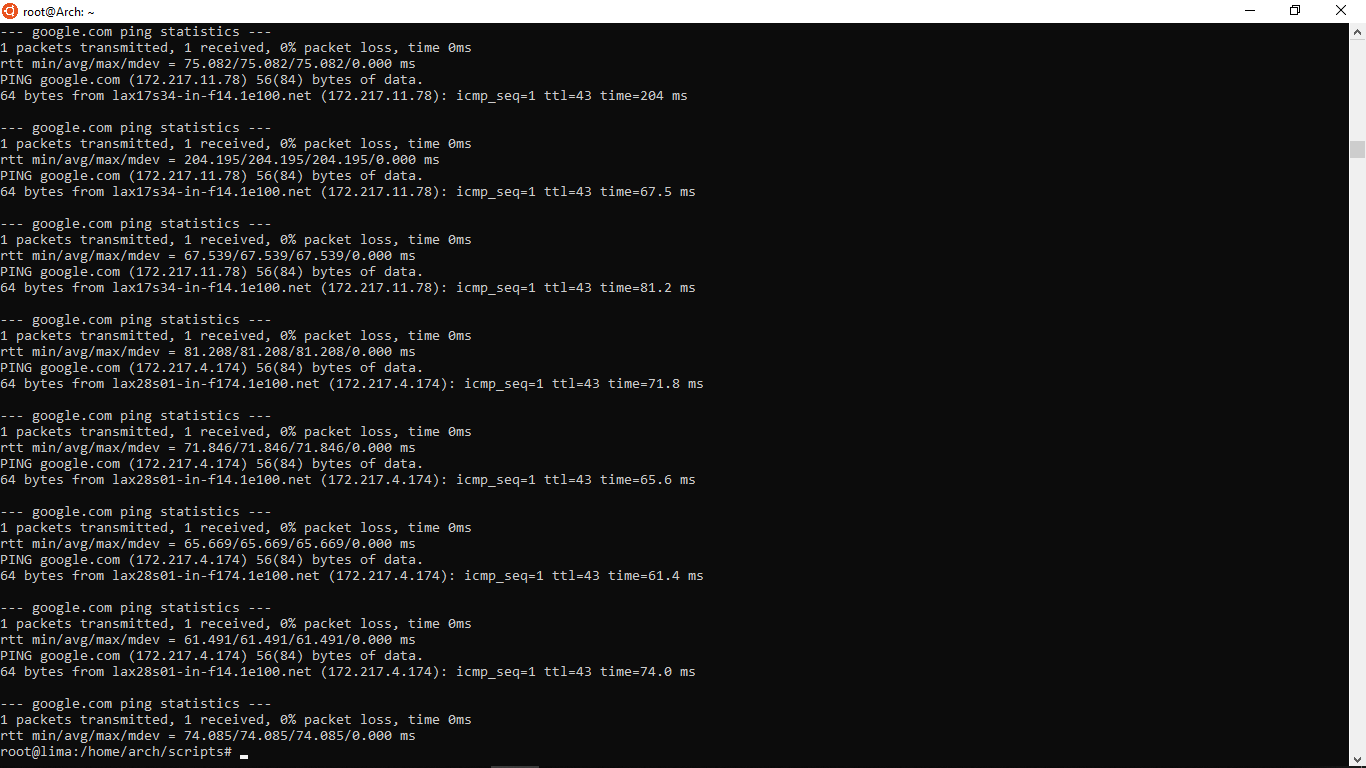 root@Arch: ~
--- google.com ping statistics ---
1 packets transmitted, 1 received, 0% packet loss, time 0ms
rtt min/avg/max/mdev = 75.082/75.082/75.082/0.000 ms
PING google.com (172.217.11.78) 56(84) bytes of data.
64 bytes from lax17s34-in-f14.1e100.net (172.217.11.78): icmp_seq=1 ttl=43 time=204 ms
--- google.com ping statistics ---
1 packets transmitted, 1 received, 0% packet loss, time 0ms
rtt min/avg/max/mdev = 204.195/204.195/204.195/0.000 ms
PING google.com (172.217.11.78) 56(84) bytes of data.
64 bytes from lax17s34-in-f14.1e100.net (172.217.11.78): icmp_seq=1 ttl=43 time=67.5 ms
--- google.com ping statistics ---
1 packets transmitted, 1 received, 0% packet loss, time 0ms
rtt min/avg/max/mdev = 67.539/67.539/67.539/0.000 ms
PING google.com (172.217.11.78) 56(84) bytes of data.
64 bytes from lax17s34-in-f14.1e100.net (172.217.11.78): icmp_seq=1 ttl=43 time=81.2 ms
--- google.com ping statistics ---
1 packets transmitted, 1 received, 0% packet loss, time 0ms
rtt min/avg/max/mdev = 81.208/81.208/81.208/0.000 ms
PING google.com (172.217.4.174) 56(84) bytes of data.
64 bytes from lax28s01-in-f174.1e100.net (172.217.4.174): icmp_seq=1 ttl=43 time=71.8 ms
--- google.com ping statistics ---
1 packets transmitted, 1 received, 0% packet loss, time 0ms
rtt min/avg/max/mdev = 71.846/71.846/71.846/0.000 ms
PING google.com (172.217.4.174) 56(84) bytes of data.
64 bytes from lax28s01-in-f14.1e100.net (172.217.4.174): icmp_seq=1 ttl=43 time=65.6 ms
--- google.com ping statistics ---
1 packets transmitted, 1 received, 0% packet loss, time 0ms
rtt min/avg/max/mdev = 65.669/65.669/65.669/0.000 ms
PING google.com (172.217.4.174) 56(84) bytes of data.
64 bytes from lax28s01-in-f174.1e100.net (172.217.4.174): icmp_seq=1 ttl=43 time=61.4 ms
--- google.com ping statistics ---
1 packets transmitted, 1 received, 0% packet loss, time 0ms
rtt min/avg/max/mdev = 61.491/61.491/61.491/0.000 ms
PING google.com (172.217.4.174) 56(84) bytes of data.
64 bytes from lax28s01-in-f14.1e100.net (172.217.4.174): icmp_seq=1 ttl=43 time=74.0 ms
--- google.com ping statistics ---
1 packets transmitted, 1 received, 0% packet loss, time 0ms
rtt min/avg/max/mdev = 74.085/74.085/74.085/0.000 ms
root@lima:/home/arch/scripts#